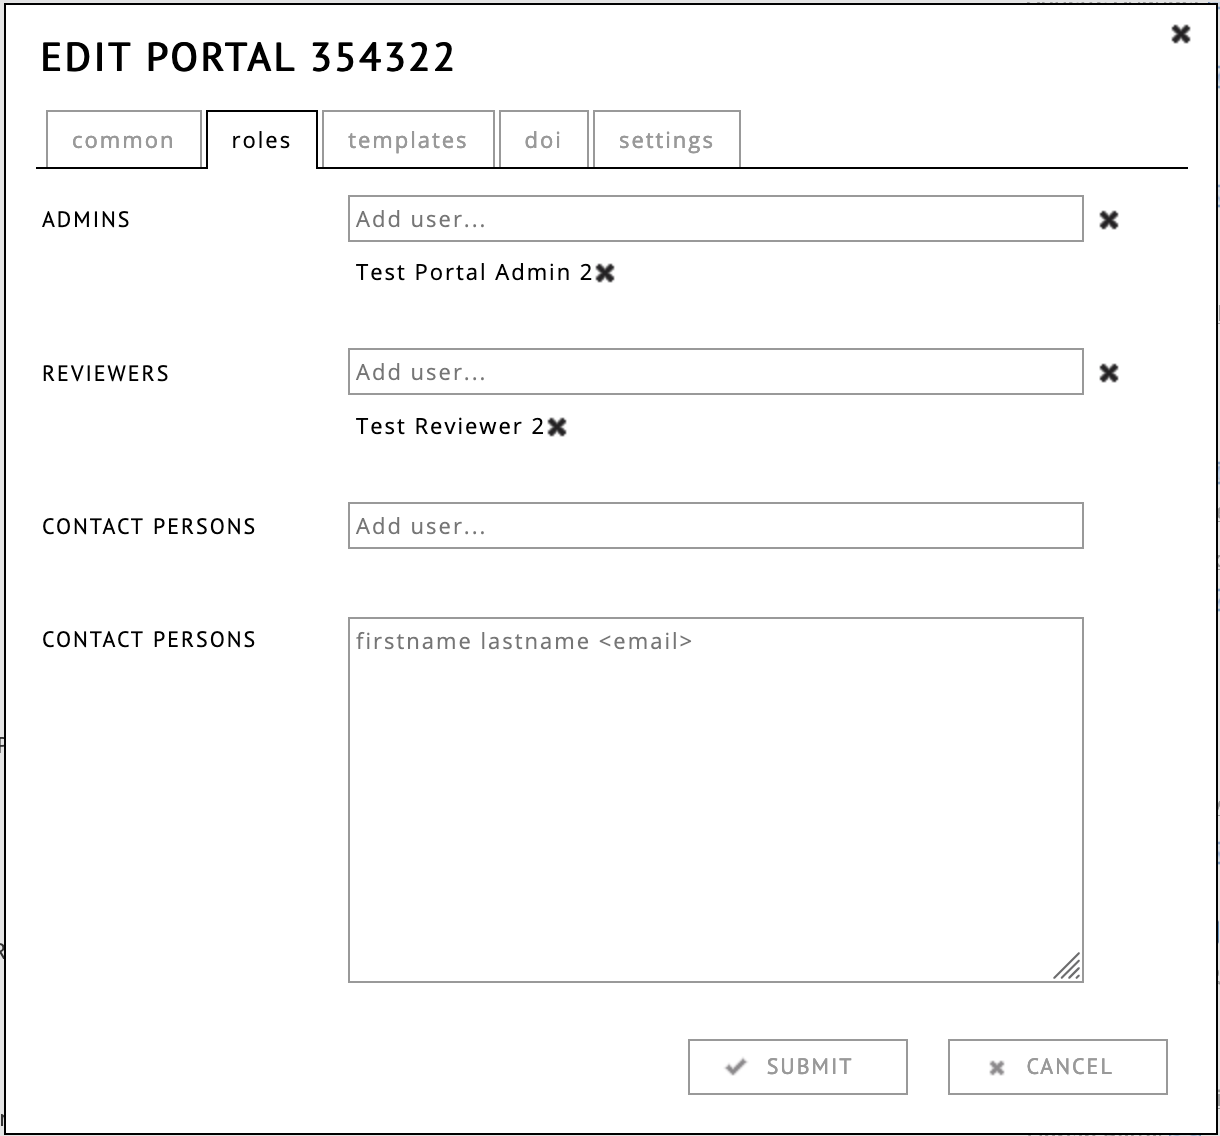 EDIT PORTAL 354322
common
roles
templates
doi
settings
ADMINS
Add user...
Test Portal Admin 2
REVIEWERS
Add user...
Test Reviewer 2
CONTACT PERSONS
Add user...
CONTACT PERSONS
firstname lastname <email>
SUBMIT
CANCEL